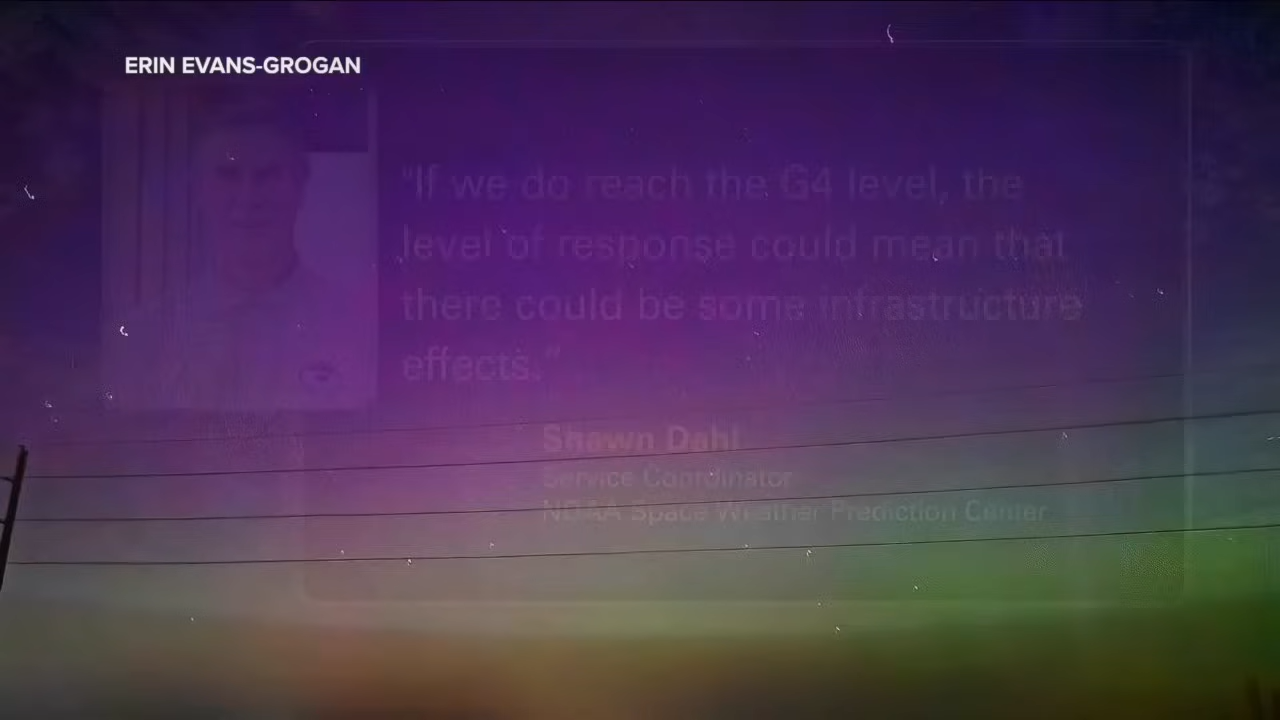 ERIN EVANS-GROGAN
"If we do reach the G4 level, the
level of response could mean that
there could be some infrastructure
effects."
Shawn Dahl
Service Coordinator
NOAA Space Weather Prediction Center